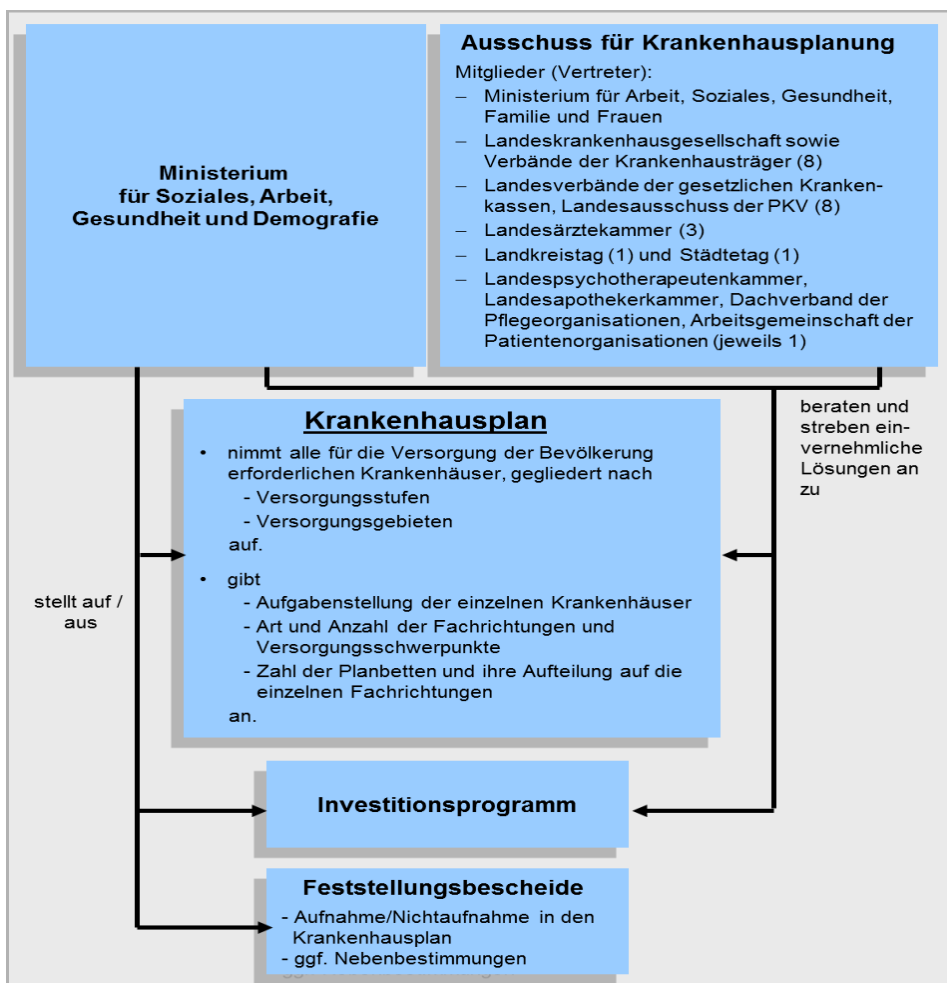 Ministerium
für Soziales, Arbeit,
Gesundheit und Demografie
Ausschuss für Krankenhausplanung
Mitglieder (Vertreter):
– Ministerium für Arbeit, Soziales, Gesundheit,
Familie und Frauen
– Landeskrankenhausgesellschaft sowie
Verbände der Krankenhausträger (8)
– Landesverbände der gesetzlichen Kranken-
kassen, Landesausschuss der PKV (8)
– Landesärztekammer (3)
– Landkreistag (1) und Städtetag (1)
– Landespsychotherapeutenkammer,
Landesapothekerkammer, Dachverband der
Pflegeorganisationen, Arbeitsgemeinschaft der
Patientenorganisationen (jeweils 1)
beraten und
streben ein-
vernehmliche
Lösungen an
zu
Krankenhausplan
• nimmt alle für die Versorgung der Bevölkerung
erforderlichen Krankenhäuser, gegliedert nach
- Versorgungsstufen
- Versorgungsgebieten
auf.
• gibt
- Aufgabenstellung der einzelnen Krankenhäuser
- Art und Anzahl der Fachrichtungen und
Versorgungsschwerpunkte
- Zahl der Planbetten und ihre Aufteilung auf die
einzelnen Fachrichtungen
an.
stellt auf /
aus
Investitionsprogramm
Feststellungsbescheide
- Aufnahme/Nichtaufnahme in den
Krankenhausplan
- ggf. Nebenbestimmungen